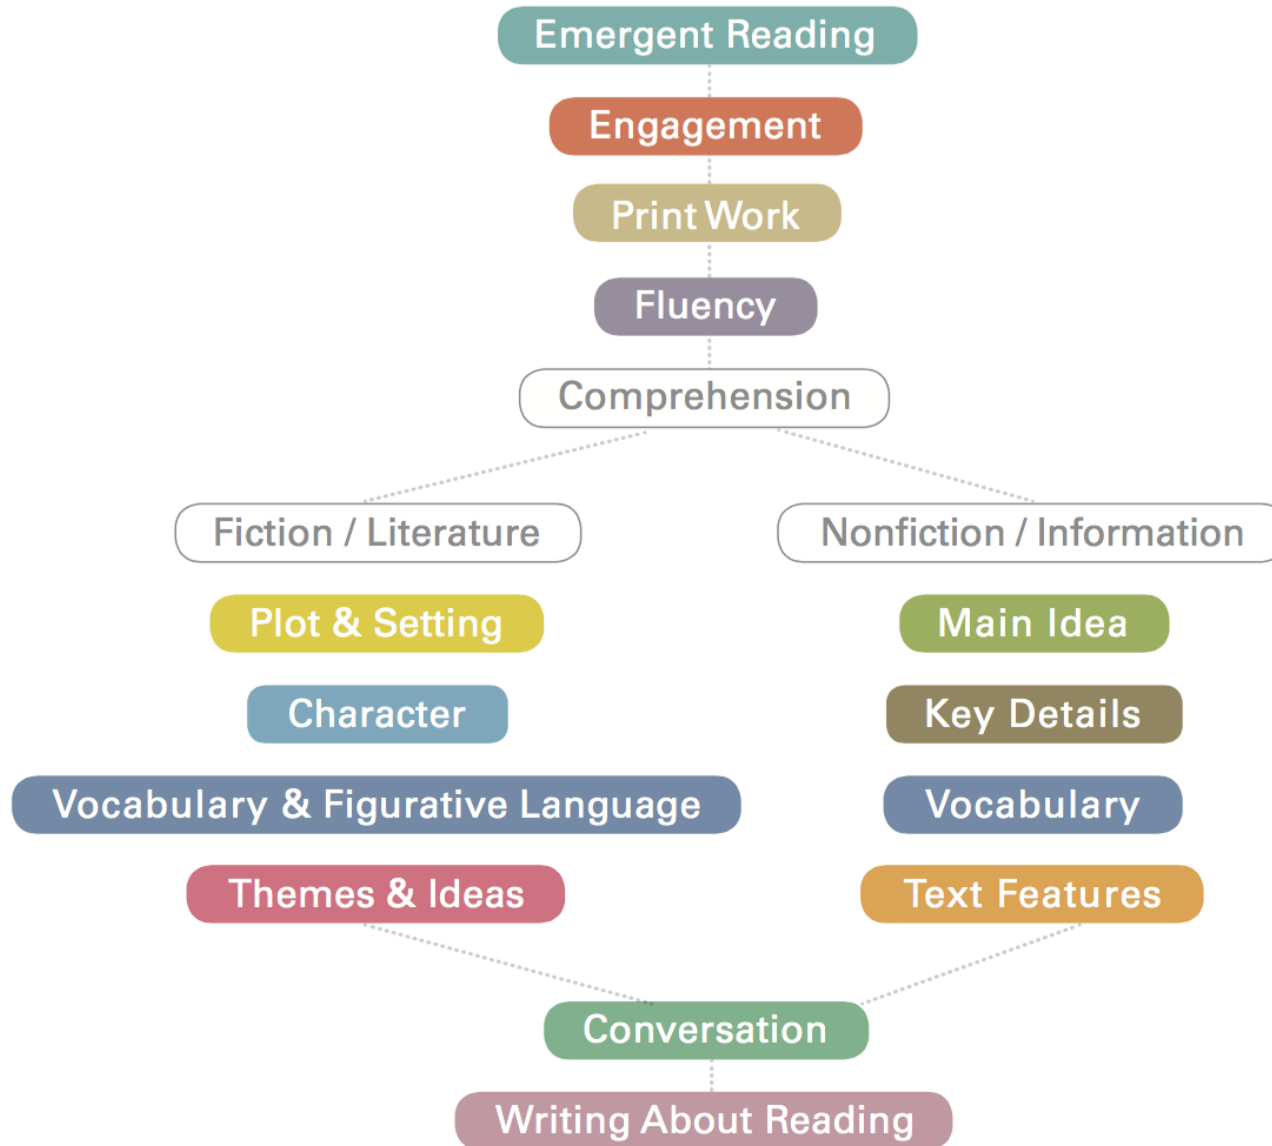 Emergent Reading
Engagement
Print Work
Fluency
Comprehension
Fiction / Literature
Plot & Setting
Character
Vocabulary & Figurative Language
Themes & Ideas
Nonfiction / Information
Main Idea
Key Details
Vocabulary
Text Features
Conversation
Writing About Reading